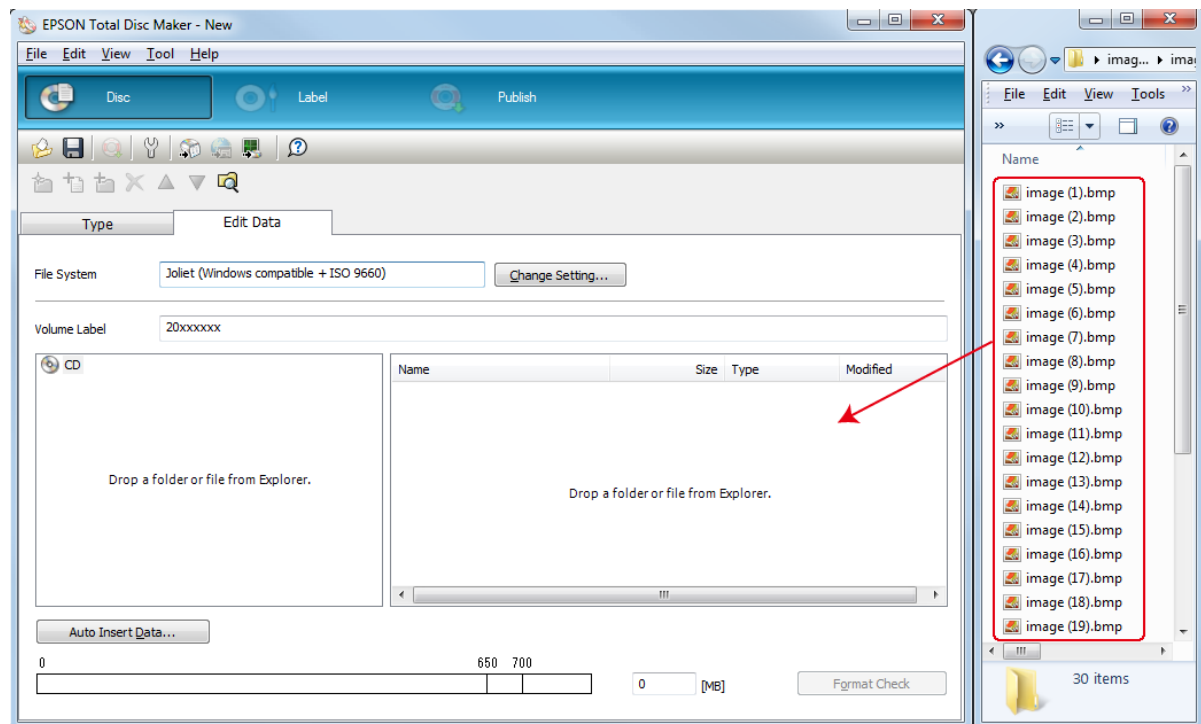 EPSON Total Disc Maker - New
File Edit View Tool Help
Disc Label Publish
Type Edit Data
File System Joliet (Windows compatible + ISO 9660) Change Setting...
Volume Label 20xxxxxx
CD
Name Size Type Modified
Drop a folder or file from Explorer.
Drop a folder or file from Explorer.
Auto Insert Data...
0 650 700
0 [MB] Format Check
imag... ima
File Edit View Tools »
»
Name
image (1).bmp
image (2).bmp
image (3).bmp
image (4).bmp
image (5).bmp
image (6).bmp
image (7).bmp
image (8).bmp
image (9).bmp
image (10).bmp
image (11).bmp
image (12).bmp
image (13).bmp
image (14).bmp
image (15).bmp
image (16).bmp
image (17).bmp
image (18).bmp
image (19).bmp
30 items